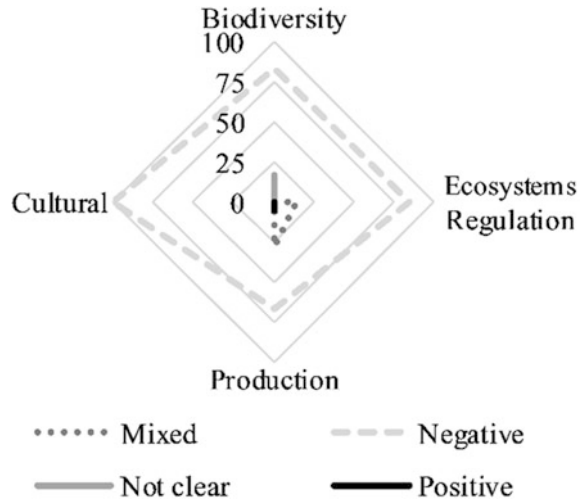 Biodiversity
100
75
50
25
0
Cultural
Ecosystems
Regulation
Production
Mixed
Negative
Not clear
Positive